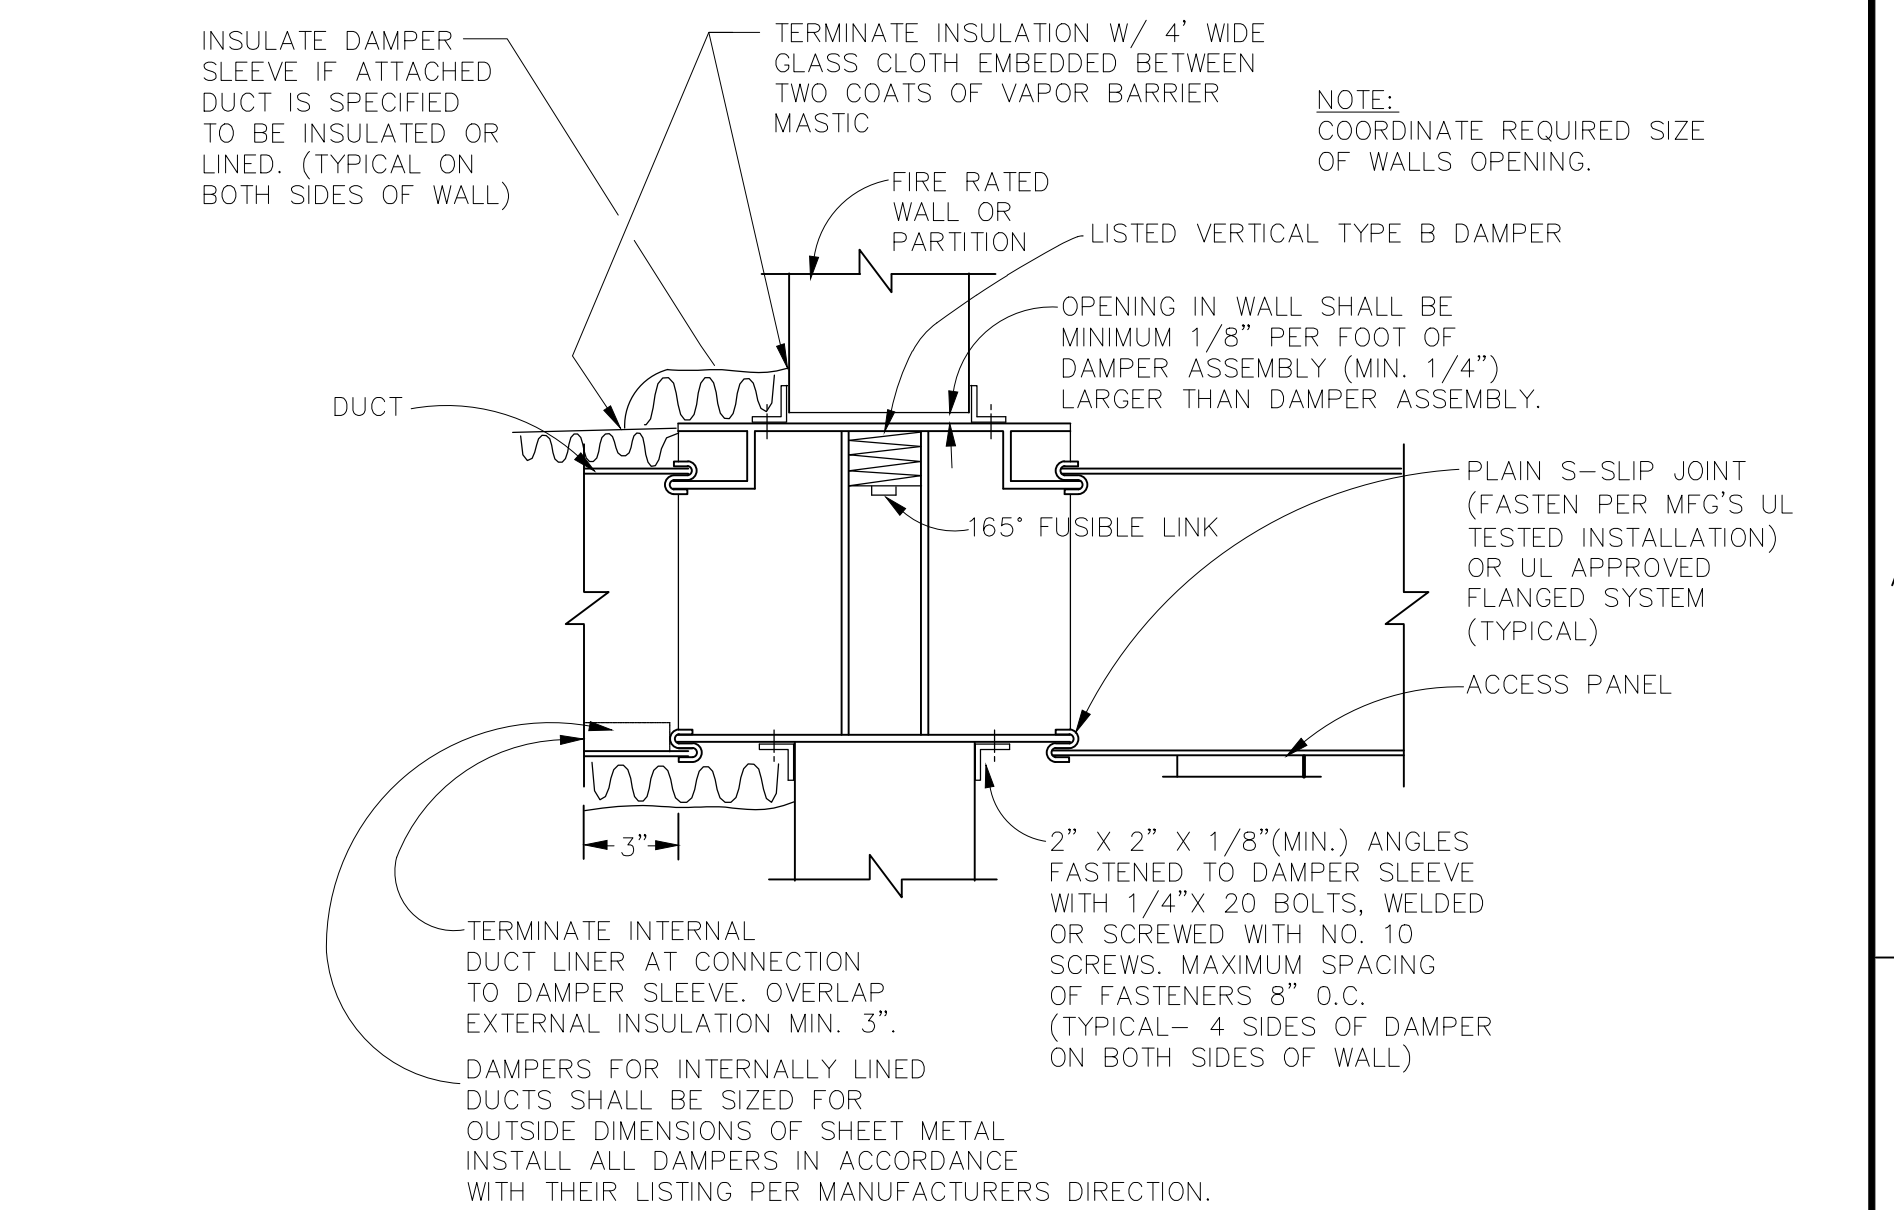 INSULATE DAMPER
SLEEVE IF ATTACHED
DUCT IS SPECIFIED
TO BE INSULATED OR
LINED. (TYPICAL ON
BOTH SIDES OF WALL)
TERMINATE INSULATION W/ 4' WIDE
GLASS CLOTH EMBEDDED BETWEEN
TWO COATS OF VAPOR BARRIER
MASTIC
NOTE:
COORDINATE REQUIRED SIZE
OF WALLS OPENING.
FIRE RATED
WALL OR
PARTITION
LISTED VERTICAL TYPE B DAMPER
OPENING IN WALL SHALL BE
MINIMUM 1/8” PER FOOT OF
DAMPER ASSEMBLY (MIN. 1/4”)
LARGER THAN DAMPER ASSEMBLY.
DUCT
165° FUSIBLE LINK
PLAIN S-SLIP JOINT
(FASTEN PER MFG'S UL
TESTED INSTALLATION)
OR UL APPROVED
FLANGED SYSTEM
(TYPICAL)
ACCESS PANEL
3”
2” X 2” X 1/8”(MIN.) ANGLES
FASTENED TO DAMPER SLEEVE
WITH 1/4”X 20 BOLTS, WELDED
OR SCREWED WITH NO. 10
SCREWS. MAXIMUM SPACING
OF FASTENERS 8” O.C.
(TYPICAL- 4 SIDES OF DAMPER
ON BOTH SIDES OF WALL)
TERMINATE INTERNAL
DUCT LINER AT CONNECTION
TO DAMPER SLEEVE. OVERLAP
EXTERNAL INSULATION MIN. 3”.
DAMPERS FOR INTERNALLY LINED
DUCTS SHALL BE SIZED FOR
OUTSIDE DIMENSIONS OF SHEET METAL
INSTALL ALL DAMPERS IN ACCORDANCE
WITH THEIR LISTING PER MANUFACTURERS DIRECTION.